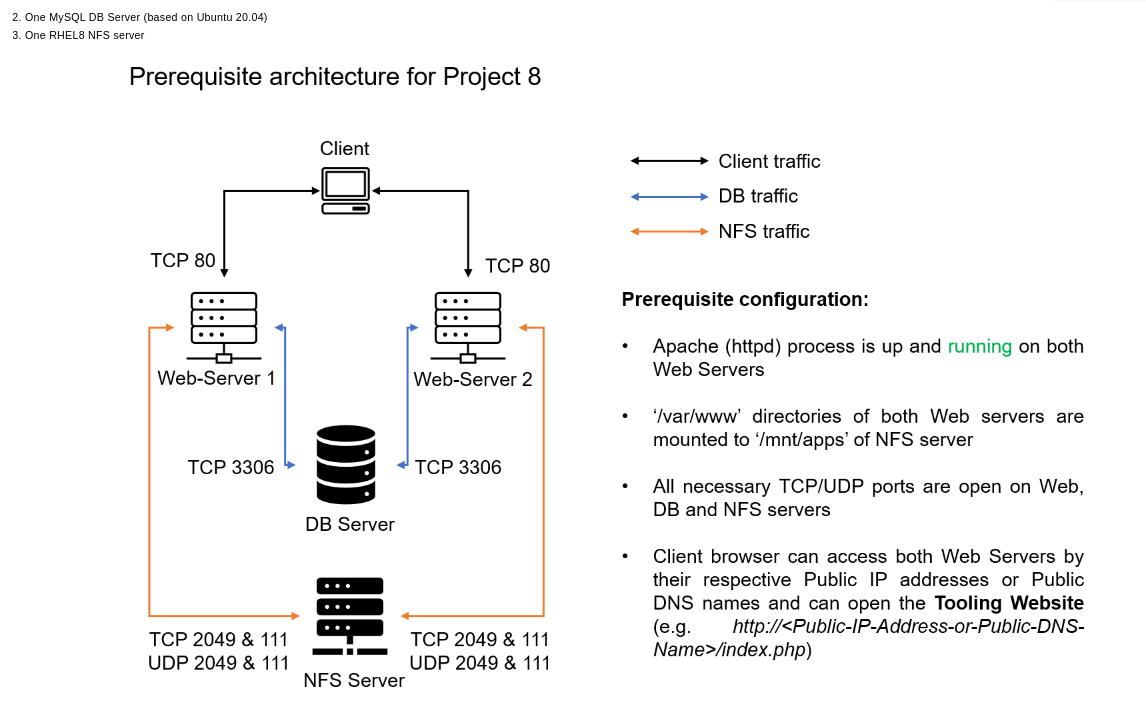 2. One MySQL DB Server (based on Ubuntu 20.04)
3. One RHEL8 NFS server
Prerequisite architecture for Project 8
Client
TCP 80
TCP 80
Web-Server 1
Web-Server 2
TCP 3306
TCP 3306
DB Server
TCP 2049 & 111
UDP 2049 & 111
TCP 2049 & 111
UDP 2049 & 111
NFS Server
Client traffic
DB traffic
NFS traffic
Prerequisite configuration:
• Apache (httpd) process is up and running on both
Web Servers
• ‘/var/www’ directories of both Web servers are
mounted to ‘/mnt/apps’ of NFS server
• All necessary TCP/UDP ports are open on Web,
DB and NFS servers
• Client browser can access both Web Servers by
their respective Public IP addresses or Public
DNS names and can open the Tooling Website
(e.g. http://<Public-IP-Address-or-Public-DNS-
Name>/index.php)